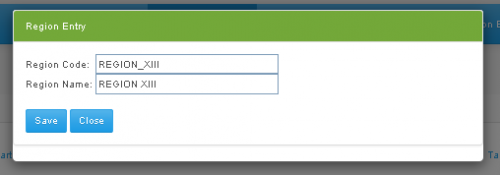 Region Entry
Region Code: REGION_XIII
Region Name: REGION XIII
Save Close